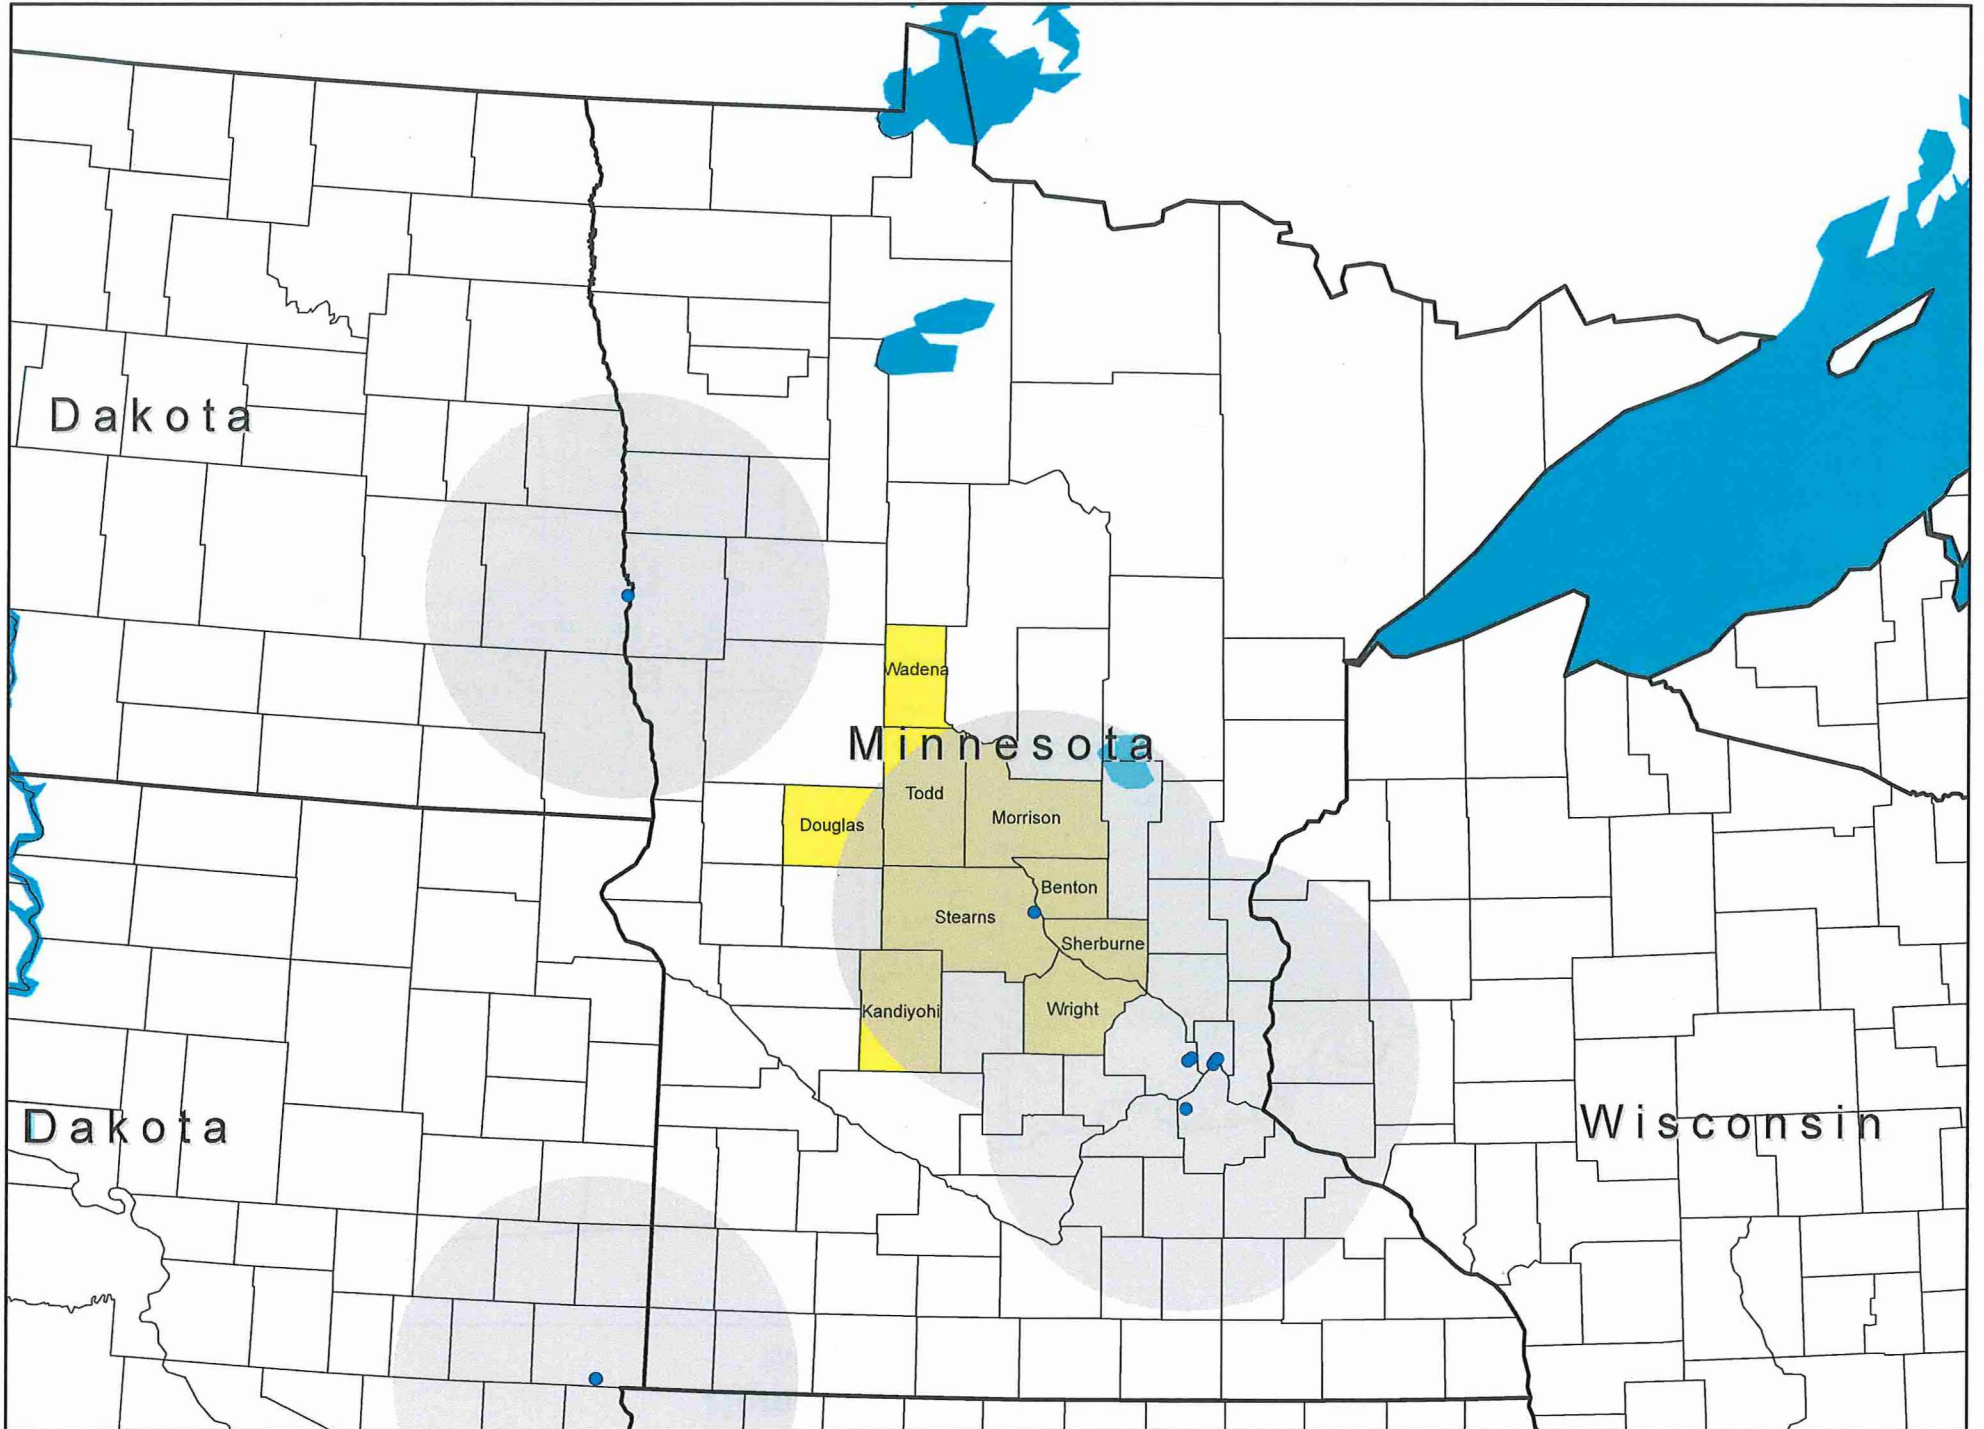 Dakota
Wadena
Minnesota
Todd
Douglas
Morrison
Benton
Stearns
Sherburne
Kandiyohi
Wright
Dakota
Wisconsin